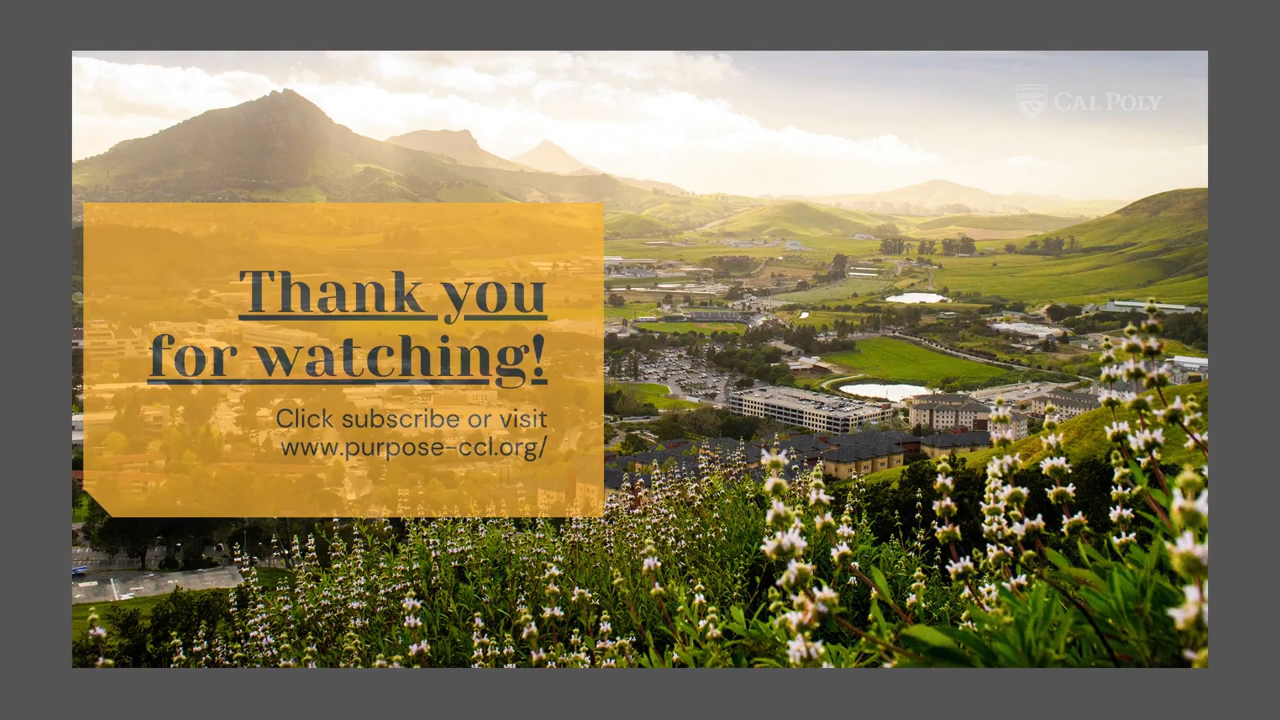 CAL POLY
Thank you
for watching!
Click subscribe or visit
www.purpose-ccl.org/